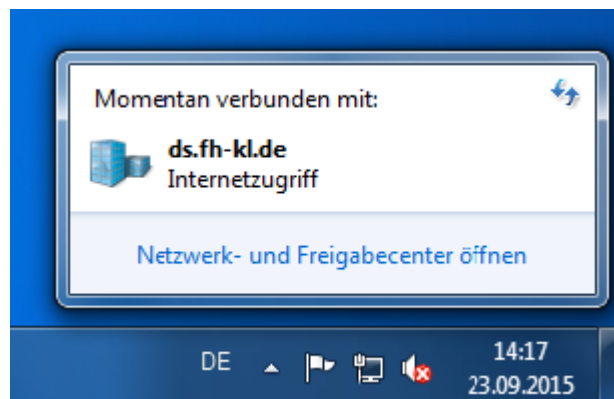 Momentan verbunden mit:
ds.fh-kl.de
Internetzugriff
Netzwerk- und Freigabecenter öffnen
DE
14:17
23.09.2015